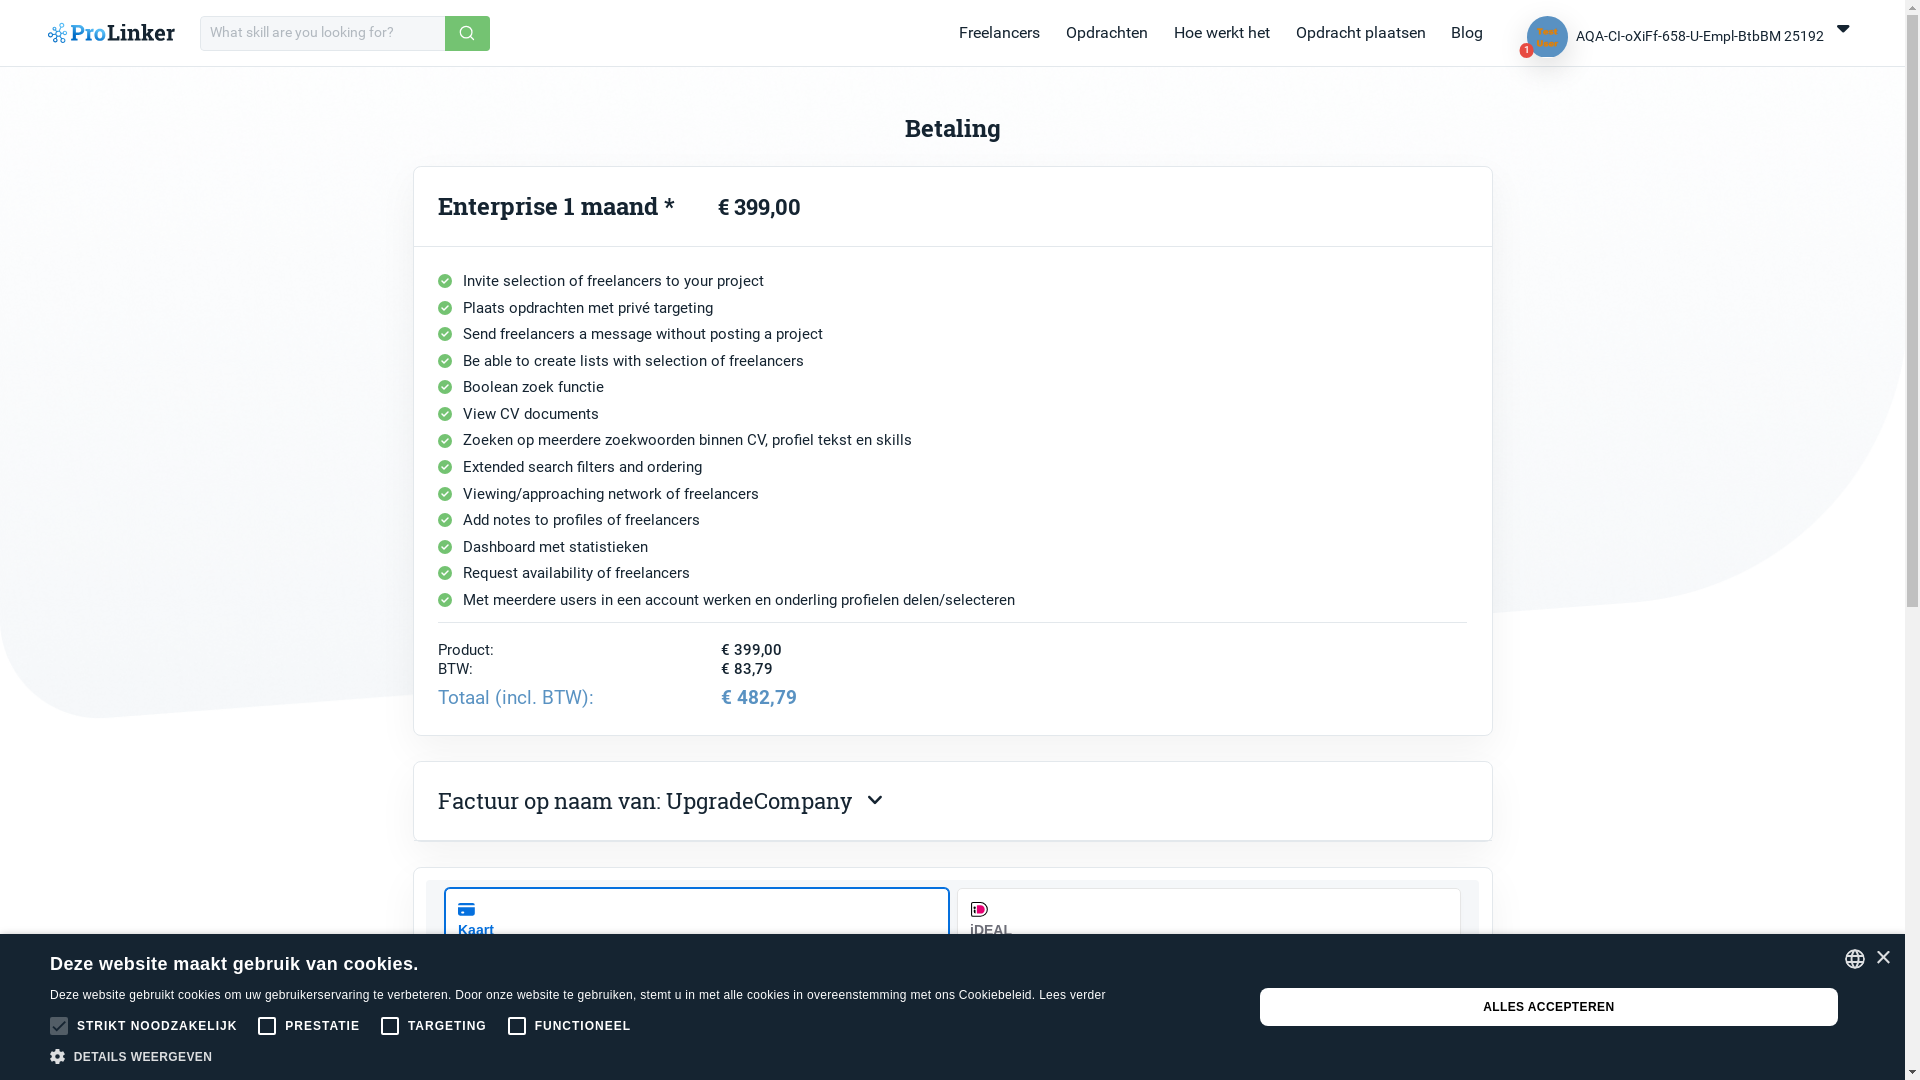 ProLinker
What skill are you looking for?
Freelancers
Opdrachten
Hoe werkt het
Opdracht plaatsen
Blog
Test
User
1
AQA-CI-oXiFf-658-U-Empl-BtbBM 25192
Betaling
Enterprise 1 maand * € 399,00
Invite selection of freelancers to your project
Plaats opdrachten met privé targeting
Send freelancers a message without posting a project
Be able to create lists with selection of freelancers
Boolean zoek functie
View CV documents
Zoeken op meerdere zoekwoorden binnen CV, profiel tekst en skills
Extended search filters and ordering
Viewing/approaching network of freelancers
Add notes to profiles of freelancers
Dashboard met statistieken
Request availability of freelancers
Met meerdere users in een account werken en onderling profielen delen/selecteren
Product: € 399,00
BTW: € 83,79
Totaal (incl. BTW): € 482,79
Factuur op naam van: UpgradeCompany
Kaart
iDEAL
Deze website maakt gebruik van cookies.
Deze website gebruikt cookies om uw gebruikerservaring te verbeteren. Door onze website te gebruiken, stemt u in met alle cookies in overeenstemming met ons Cookiebeleid. Lees verder
STRIKT NOODZAKELIJK
PRESTATIE
TARGETING
FUNCTIONEEL
DETAILS WEERGEVEN
ALLES ACCEPTEREN